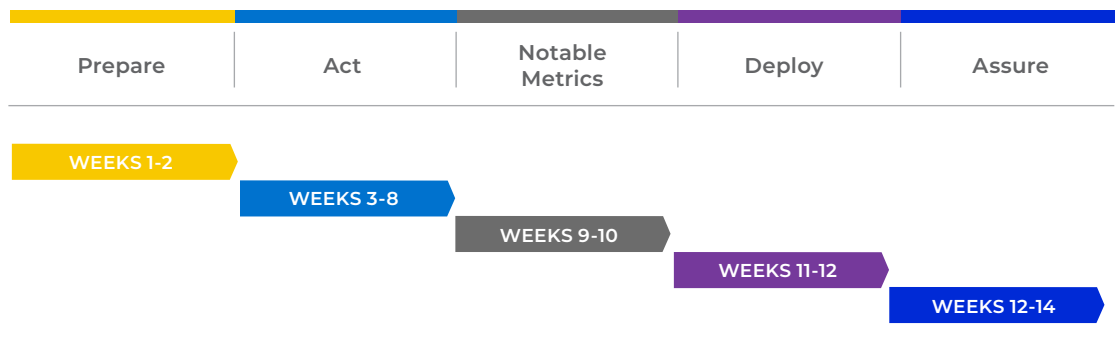 Prepare
Act
Notable
Metrics
Deploy
Assure
WEEKS 1-2
WEEKS 3-8
WEEKS 9-10
WEEKS 11-12
WEEKS 12-14